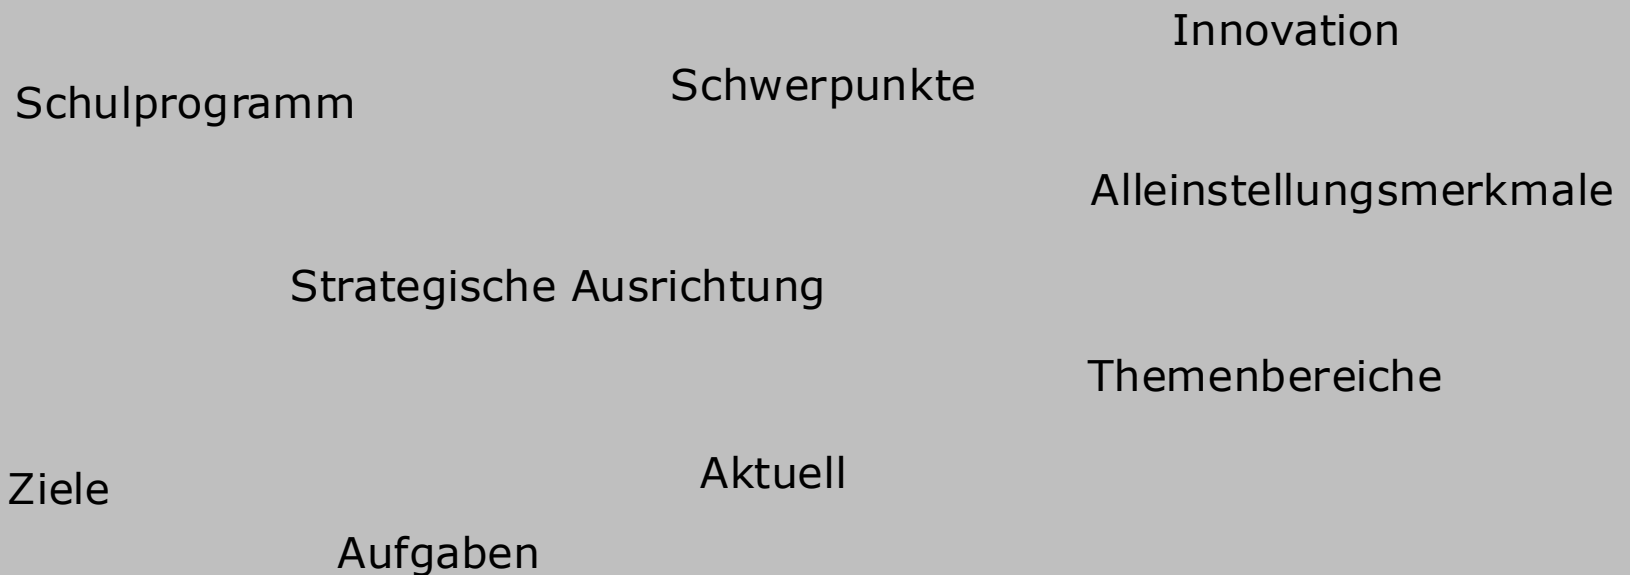 Innovation
Schwerpunkte
Schulprogramm
Alleinstellungsmerkmale
Strategische Ausrichtung
Themenbereiche
Aktuell
Ziele
Aufgaben